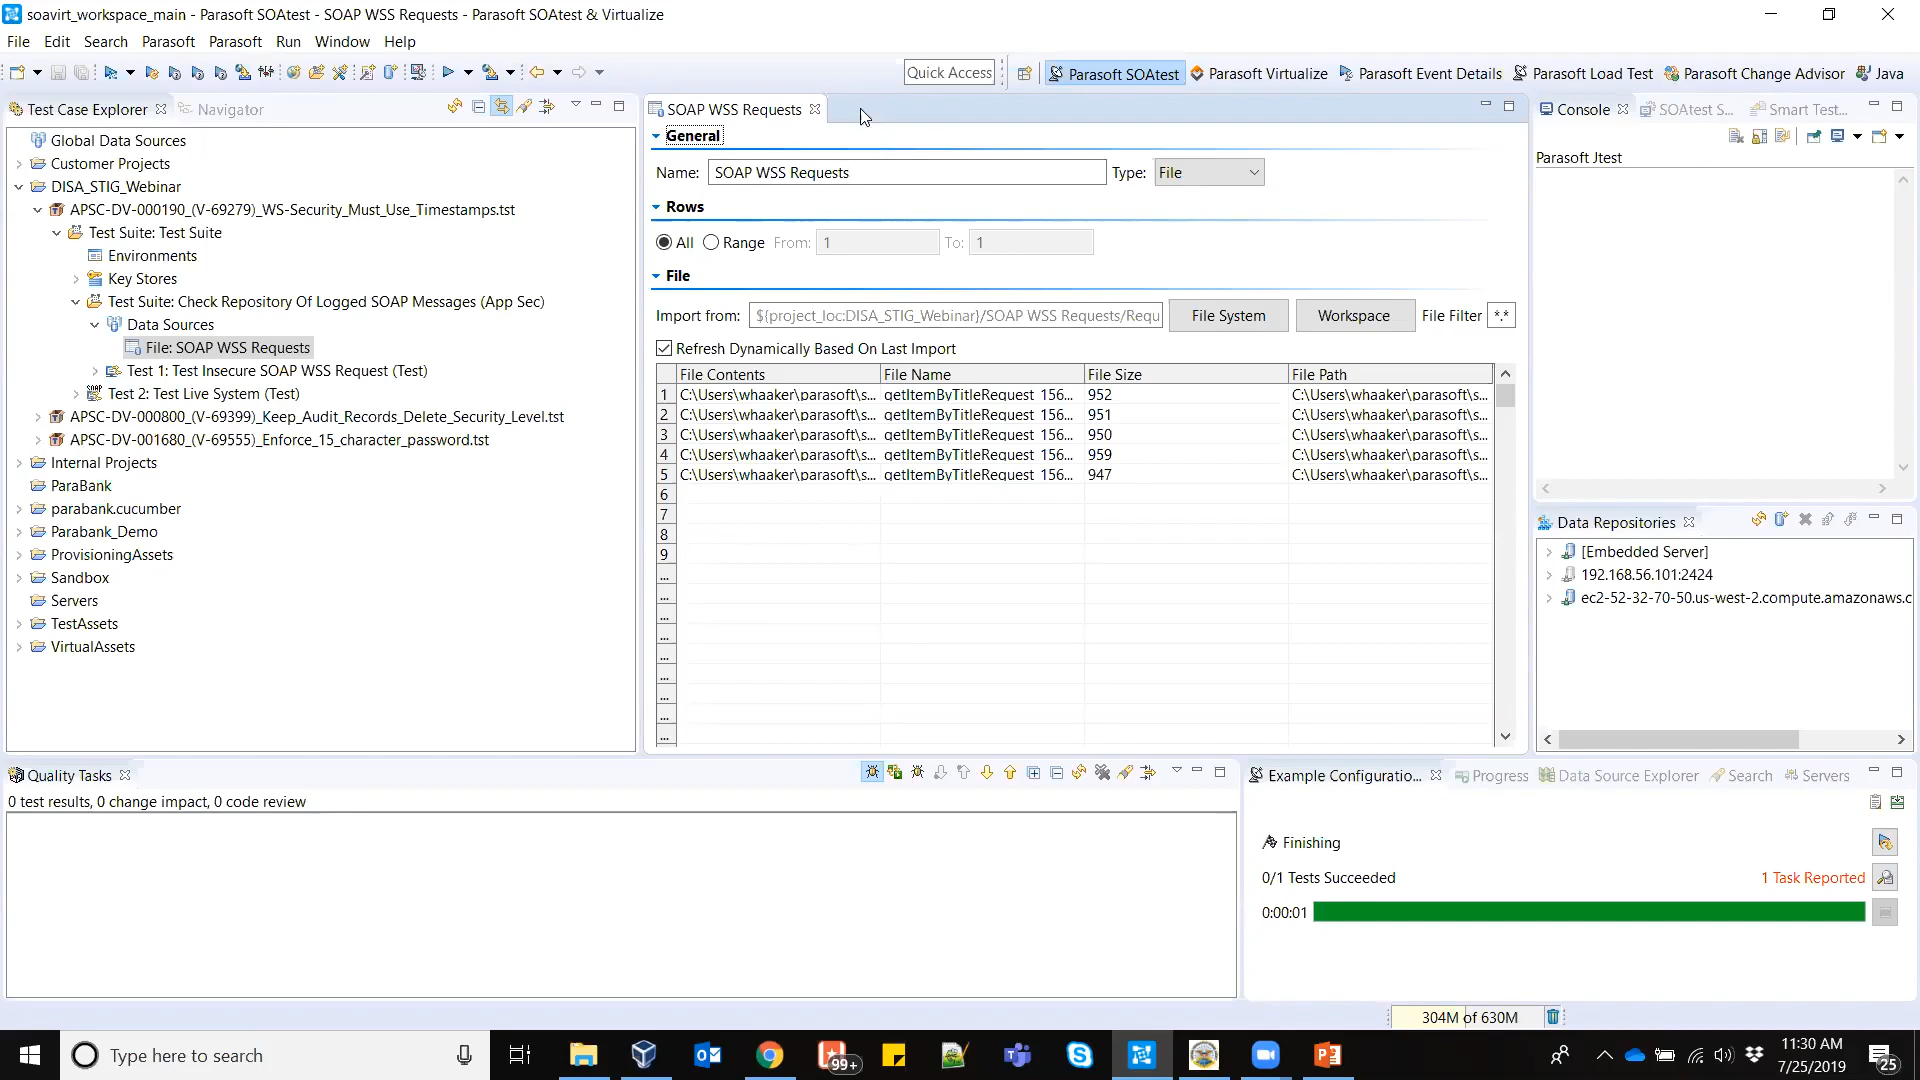 soavirt_workspace_main - Parasoft SOAtest - SOAP WSS Requests - Parasoft SOAtest & Virtualize
File Edit Search Parasoft Parasoft Run Window Help
Quick Access
Parasoft SOAtest Parasoft Virtualize Parasoft Event Details Parasoft Load Test Parasoft Change Advisor Java
Test Case Explorer Navigator
Global Data Sources
Customer Projects
DISA_STIG_Webinar
APSC-DV-000190_(V-69279)_WS-Security_Must_Use_Timestamps.tst
Test Suite: Test Suite
Environments
Key Stores
Test Suite: Check Repository Of Logged SOAP Messages (App Sec)
Data Sources
File: SOAP WSS Requests
Test 1: Test Insecure SOAP WSS Request (Test)
Test 2: Test Live System (Test)
APSC-DV-000800_(V-69399)_Keep_Audit_Records_Delete_Security_Level.tst
APSC-DV-001680_(V-69555)_Enforce_15_character_password.tst
Internal Projects
ParaBank
parabank.cucumber
Parabank_Demo
ProvisioningAssets
Sandbox
Servers
TestAssets
VirtualAssets
SOAP WSS Requests
General
Name: SOAP WSS Requests Type: File
Rows
All Range From: 1 To: 1
File
Import from: ${project_loc:DISA_STIG_Webinar}/SOAP WSS Requests/Requ File System Workspace File Filter *.*
Refresh Dynamically Based On Last Import
File Contents File Name File Size File Path
1 C:\Users\whaaker\parasoft\s... getItemByTitleRequest 156... 952 C:\Users\whaaker\parasoft\s...
2 C:\Users\whaaker\parasoft\s... getItemByTitleRequest 156... 951 C:\Users\whaaker\parasoft\s...
3 C:\Users\whaaker\parasoft\s... getItemByTitleRequest 156... 950 C:\Users\whaaker\parasoft\s...
4 C:\Users\whaaker\parasoft\s... getItemByTitleRequest 156... 959 C:\Users\whaaker\parasoft\s...
5 C:\Users\whaaker\parasoft\s... getItemByTitleRequest 156... 947 C:\Users\whaaker\parasoft\s...
6
7
8
9
...
...
...
...
...
...
...
...
...
Console SOAtest S... Smart Test...
Parasoft Jtest
Data Repositories
[Embedded Server]
192.168.56.101:2424
ec2-52-32-70-50.us-west-2.compute.amazonaws.c
Quality Tasks
0 test results, 0 change impact, 0 code review
Example Configuratio... Progress Data Source Explorer Search Servers
Finishing
0/1 Tests Succeeded 1 Task Reported
0:00:01
304M of 630M
Type here to search
99+
11:30 AM
7/25/2019
25